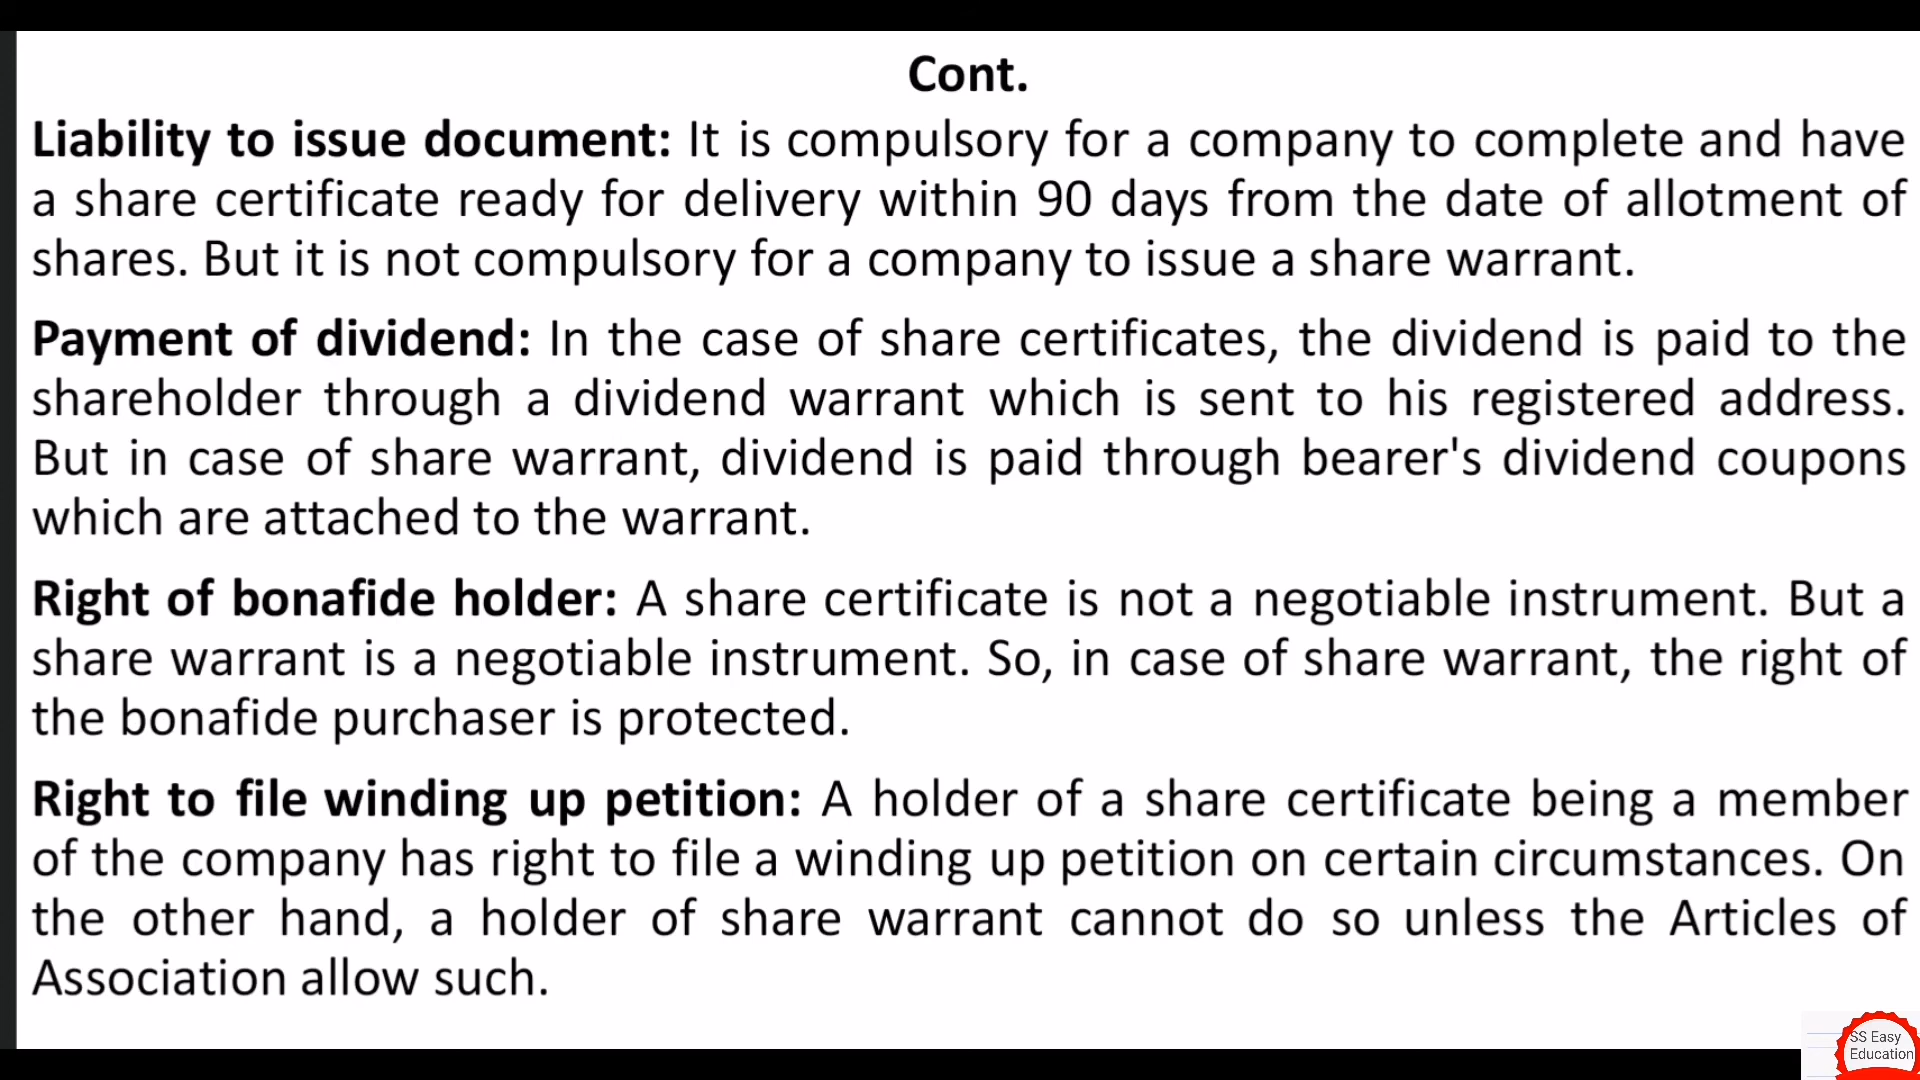 Cont.
Liability to issue document: It is compulsory for a company to complete and have
a share certificate ready for delivery within 90 days from the date of allotment of
shares. But it is not compulsory for a company to issue a share warrant.
Payment of dividend: In the case of share certificates, the dividend is paid to the
shareholder through a dividend warrant which is sent to his registered address.
But in case of share warrant, dividend is paid through bearer's dividend coupons
which are attached to the warrant.
Right of bonafide holder: A share certificate is not a negotiable instrument. But a
share warrant is a negotiable instrument. So, in case of share warrant, the right of
the bonafide purchaser is protected.
Right to file winding up petition: A holder of a share certificate being a member
of the company has right to file a winding up petition on certain circumstances. On
the other hand, a holder of share warrant cannot do so unless the Articles of
Association allow such.
SS Easy
Education